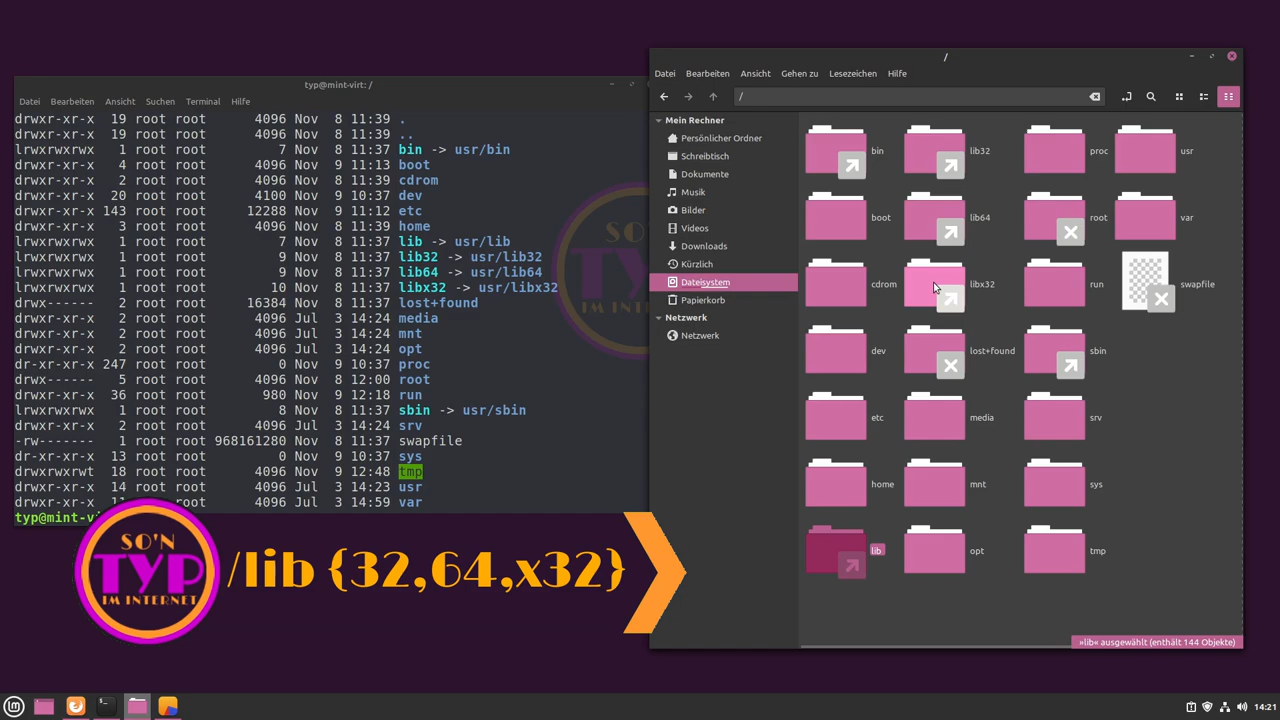 typ@mint-virt: /
Datei Bearbeiten Ansicht Suchen Terminal Hilfe
drwxr-xr-x 19 root root 4096 Nov 8 11:39 .
drwxr-xr-x 19 root root 4096 Nov 8 11:39 ..
lrwxrwxrwx 1 root root 7 Nov 8 11:37 bin -> usr/bin
drwxr-xr-x 4 root root 4096 Nov 9 11:13 boot
drwxrwxr-x 2 root root 4096 Nov 8 11:39 cdrom
drwxr-xr-x 20 root root 4100 Nov 9 10:37 dev
drwxr-xr-x 143 root root 12288 Nov 9 11:12 etc
drwxr-xr-x 3 root root 4096 Nov 8 11:39 home
lrwxrwxrwx 1 root root 7 Nov 8 11:37 lib -> usr/lib
lrwxrwxrwx 1 root root 9 Nov 8 11:37 lib32 -> usr/lib32
lrwxrwxrwx 1 root root 9 Nov 8 11:37 lib64 -> usr/lib64
lrwxrwxrwx 1 root root 10 Nov 8 11:37 libx32 -> usr/libx32
drwx------ 2 root root 16384 Nov 8 11:37 lost+found
drwxr-xr-x 2 root root 4096 Jul 3 14:24 media
drwxr-xr-x 2 root root 4096 Jul 3 14:24 mnt
drwxr-xr-x 2 root root 4096 Jul 3 14:24 opt
dr-xr-xr-x 247 root root 0 Nov 9 10:37 proc
drwx------ 5 root root 4096 Nov 8 12:00 root
drwxr-xr-x 36 root root 980 Nov 9 12:18 run
lrwxrwxrwx 1 root root 8 Nov 8 11:37 sbin -> usr/sbin
drwxr-xr-x 2 root root 4096 Jul 3 14:24 srv
-rw------- 1 root root 968161280 Nov 8 11:37 swapfile
dr-xr-xr-x 13 root root 0 Nov 9 10:37 sys
drwxrwxrwt 18 root root 4096 Nov 9 12:48 tmp
drwxr-xr-x 14 root root 4096 Jul 3 14:23 usr
drwxr-xr-x 11 root root 4096 Jul 3 14:59 var
typ@mint-vi
SO'N
TYP
IM INTERNET
/lib {32,64,x32}
SO'N
TYP
IM INTERN
/
Datei Bearbeiten Ansicht Gehen zu Lesezeichen Hilfe
/
Mein Rechner
Persönlicher Ordner
Schreibtisch
Dokumente
Musik
Bilder
Videos
Downloads
Kürzlich
Dateisystem
Papierkorb
Netzwerk
Netzwerk
bin lib32 proc usr
boot lib64 root var
cdrom libx32 run swapfile
dev lost+found sbin
etc media srv
home mnt sys
lib opt tmp
»lib« ausgewählt (enthält 144 Objekte)
14:21